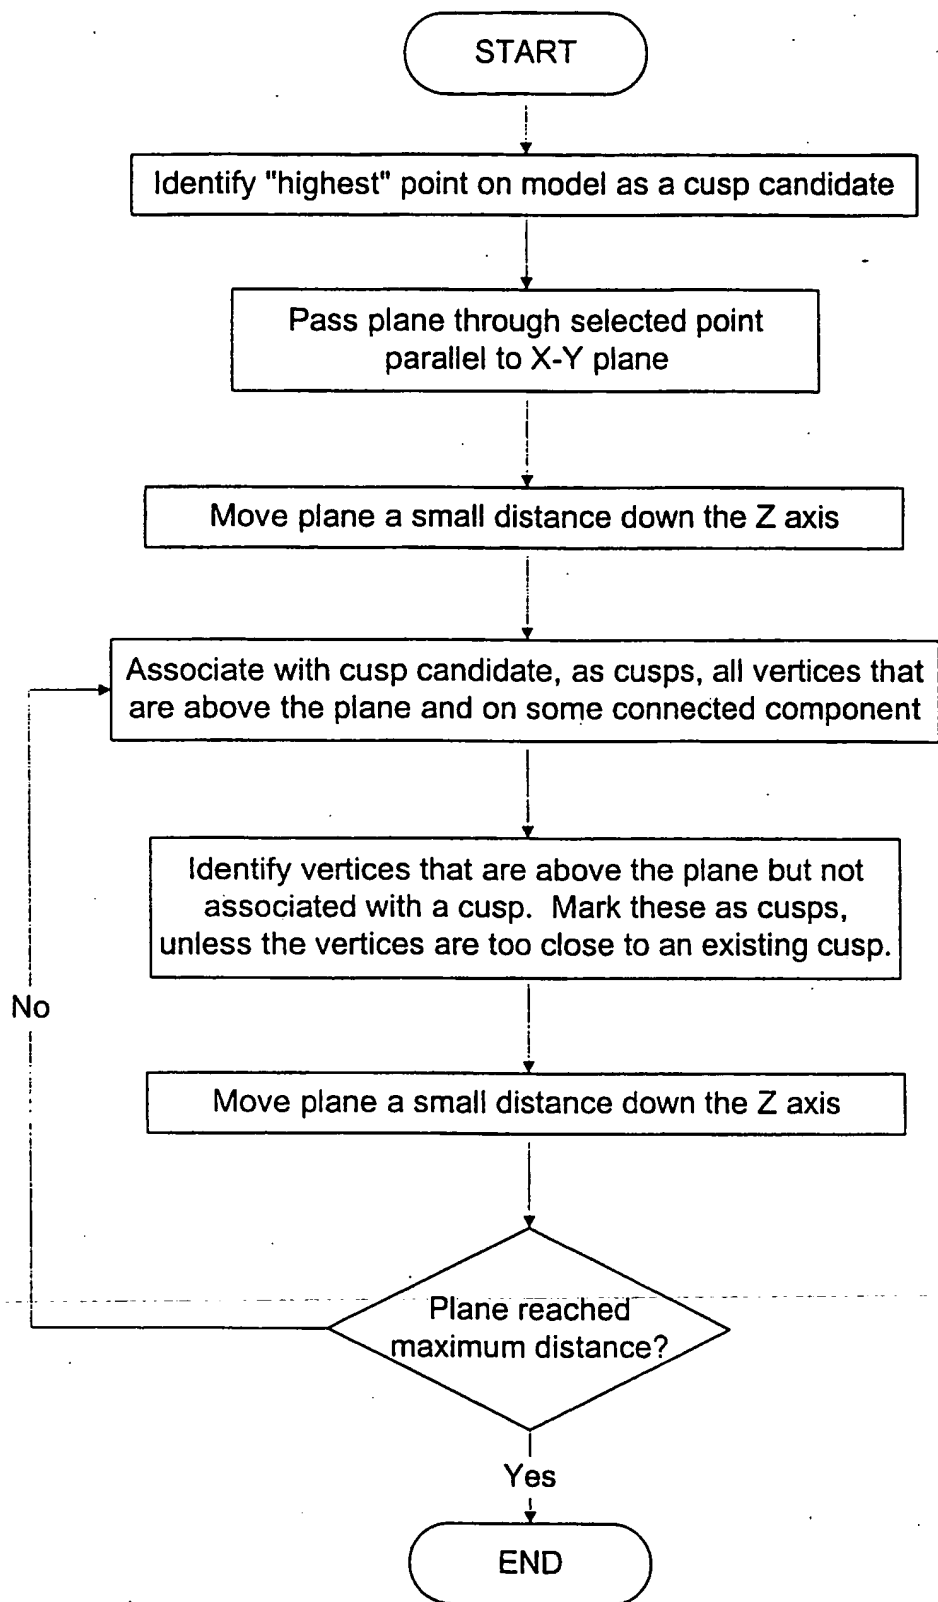 START
Identify "highest" point on model as a cusp candidate
Pass plane through selected point
parallel to X-Y plane
Move plane a small distance down the Z axis
Associate with cusp candidate, as cusps, all vertices that
are above the plane and on some connected component
Identify vertices that are above the plane but not
associated with a cusp. Mark these as cusps,
unless the vertices are too close to an existing cusp.
No
Move plane a small distance down the Z axis
Plane reached
maximum distance?
Yes
END